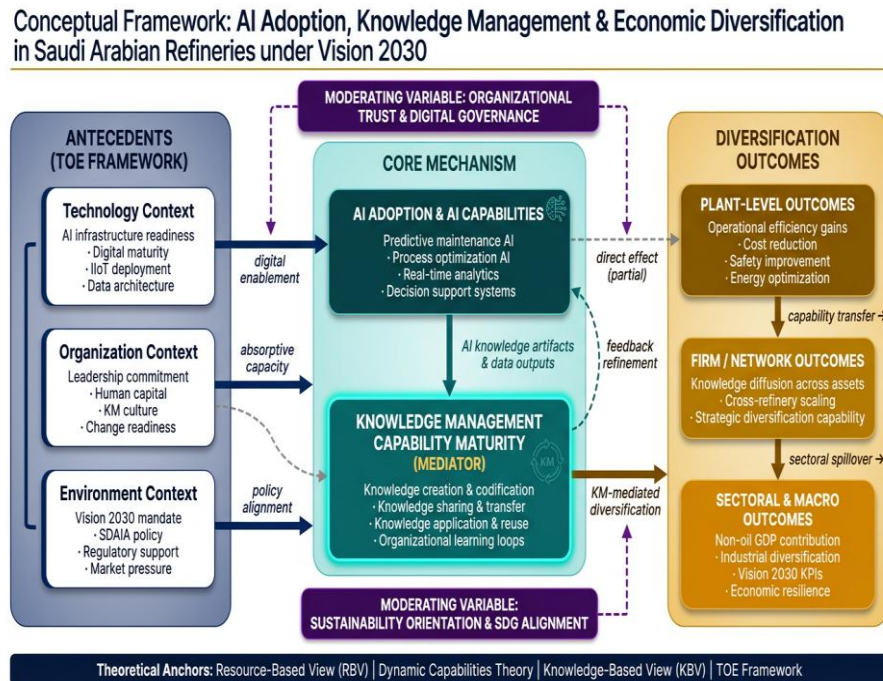 Conceptual Framework: AI Adoption, Knowledge Management & Economic Diversification
in Saudi Arabian Refineries under Vision 2030
MODERATING VARIABLE: ORGANIZATIONAL
TRUST & DIGITAL GOVERNANCE
ANTECEDENTS
(TOE FRAMEWORK)
Technology Context
AI infrastructure readiness
· Digital maturity
· IIoT deployment
· Data architecture
Organization Context
Leadership commitment
· Human capital
· KM culture
· Change readiness
Environment Context
Vision 2030 mandate
· SDAIA policy
· Regulatory support
· Market pressure
digital
enablement
absorptive
capacity
policy
alignment
CORE MECHANISM
AI ADOPTION & AI CAPABILITIES
Predictive maintenance AI
· Process optimization AI
· Real-time analytics
· Decision support systems
AI knowledge artifacts
& data outputs
feedback
refinement
KNOWLEDGE MANAGEMENT
CAPABILITY MATURITY
(MEDIATOR)
KM
Knowledge creation & codification
· Knowledge sharing & transfer
· Knowledge application & reuse
· Organizational learning loops
direct effect
(partial)
KM-mediated
diversification
DIVERSIFICATION
OUTCOMES
PLANT-LEVEL OUTCOMES
Operational efficiency gains
· Cost reduction
· Safety improvement
· Energy optimization
capability transfer →
FIRM / NETWORK OUTCOMES
Knowledge diffusion across assets
· Cross-refinery scaling
· Strategic diversification capability
sectoral spillover →
SECTORAL & MACRO
OUTCOMES
Non-oil GDP contribution
· Industrial diversification
· Vision 2030 KPIs
· Economic resilience
MODERATING VARIABLE:
SUSTAINABILITY ORIENTATION & SDG ALIGNMENT
Theoretical Anchors: Resource-Based View (RBV) | Dynamic Capabilities Theory | Knowledge-Based View (KBV) | TOE Framework